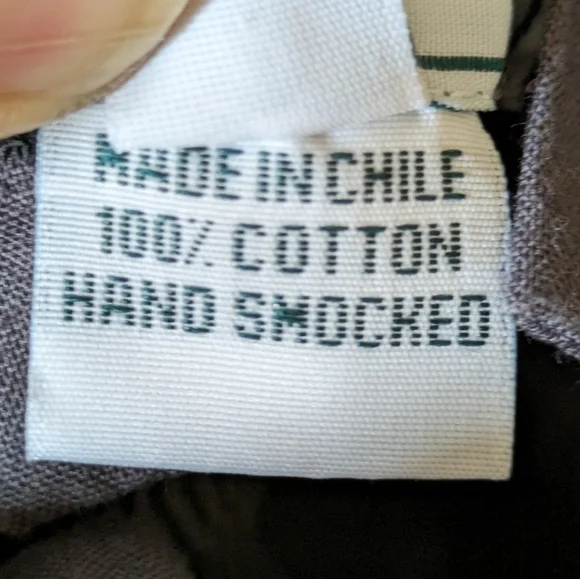 MADE IN CHILE
100% COTTON
HAND SMOCKED